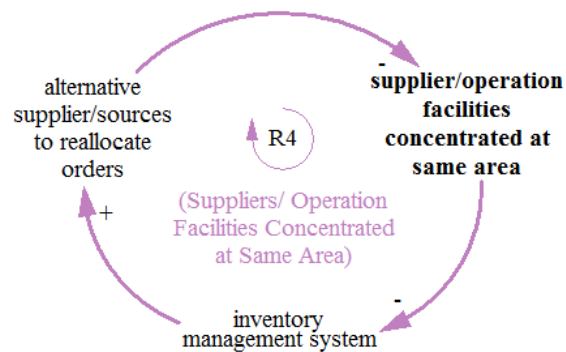 -
alternative
supplier/sources
to reallocate
orders
supplier/operation
facilities
concentrated at
same area
R4
(Suppliers/ Operation
Facilities Concentrated
at Same Area)
+
-
inventory
management system